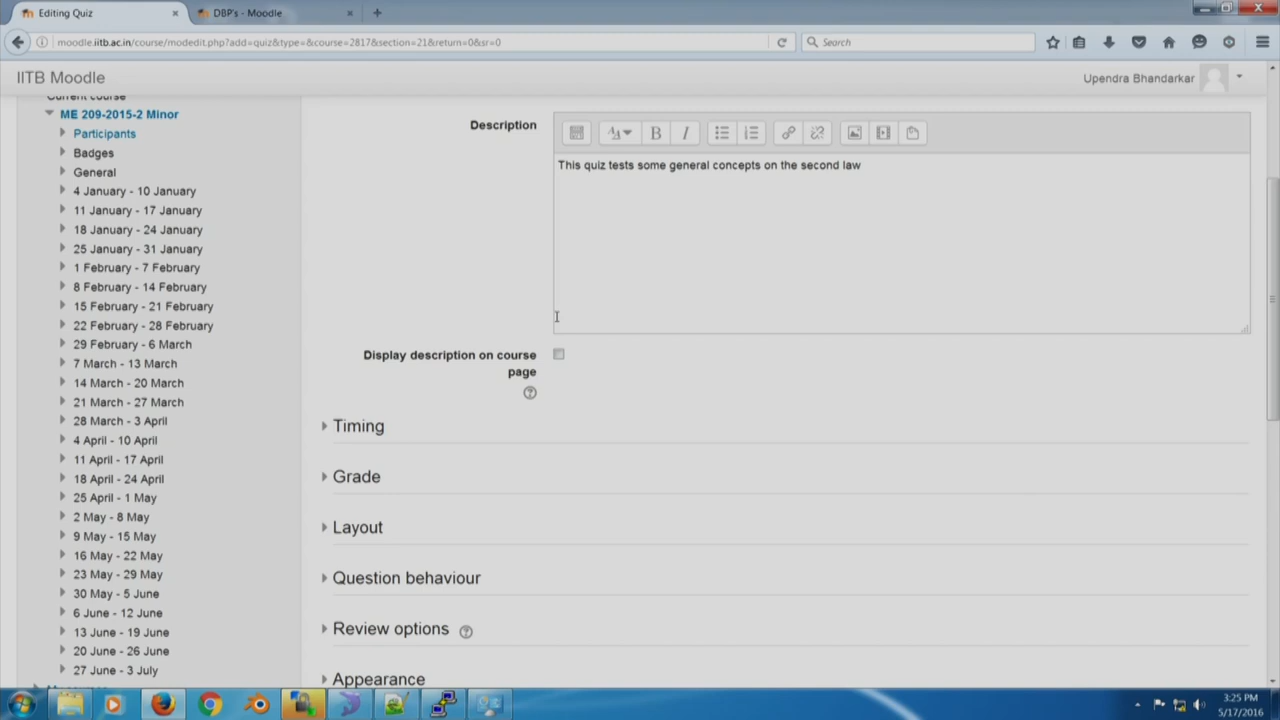 Editing Quiz
DBP's - Moodle
moodle.iitb.ac.in/course/modedit.php?add=quiz&type=&course=2817&section=21&return=0&sr=0
Search
IITB Moodle
Upendra Bhandarkar
Current course
ME 209-2015-2 Minor
Participants
Badges
General
4 January - 10 January
11 January - 17 January
18 January - 24 January
25 January - 31 January
1 February - 7 February
8 February - 14 February
15 February - 21 February
22 February - 28 February
29 February - 6 March
7 March - 13 March
14 March - 20 March
21 March - 27 March
28 March - 3 April
4 April - 10 April
11 April - 17 April
18 April - 24 April
25 April - 1 May
2 May - 8 May
9 May - 15 May
16 May - 22 May
23 May - 29 May
30 May - 5 June
6 June - 12 June
13 June - 19 June
20 June - 26 June
27 June - 3 July
Description
This quiz tests some general concepts on the second law
Display description on course
page
Timing
Grade
Layout
Question behaviour
Review options
Appearance
3:25 PM
5/17/2016